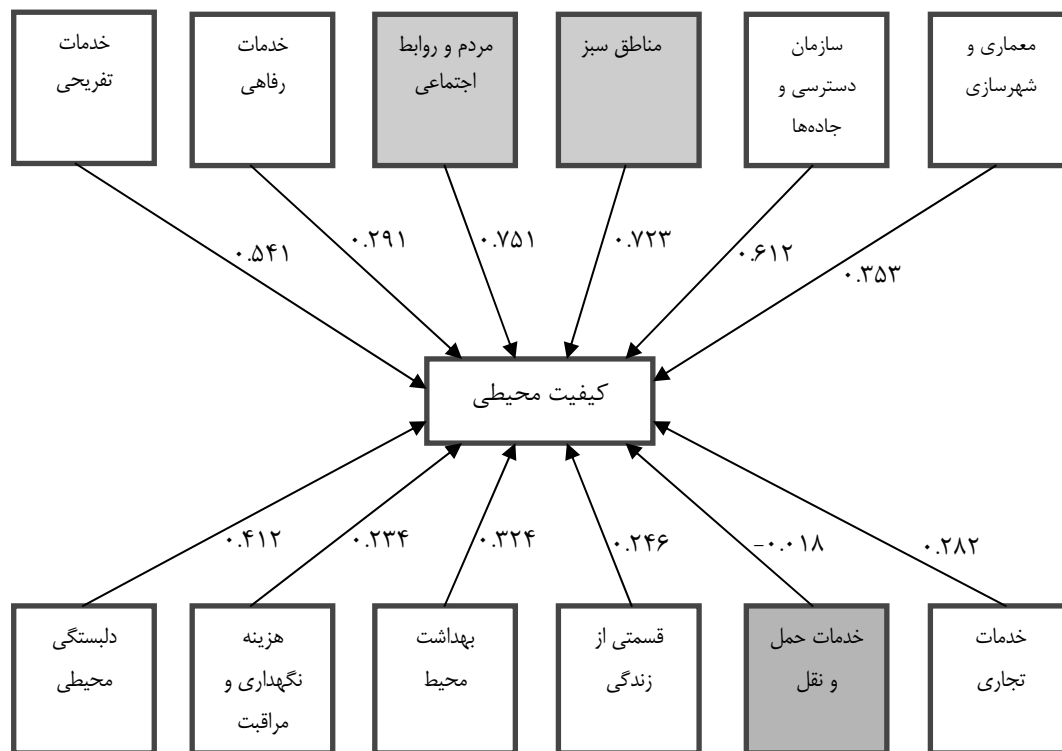 معماری و
شهرسازی
سازمان
دسترسی و
جاده‌ها
مناطق سبز
مردم و روابط
اجتماعی
خدمات
رفاهی
خدمات
تفریحی
۰.۳۵۳
۰.۶۱۲
۰.۷۲۳
۰.۷۵۱
۰.۲۹۱
۰.۵۴۱
کیفیت محیطی
۰.۲۸۲
-۰.۰۱۸
۰.۲۴۶
۰.۳۲۴
۰.۲۳۴
۰.۴۱۲
خدمات
تجاری
خدمات حمل
و نقل
قسمتی از
زندگی
بهداشت
محیط
هزینه
نگهداری و
مراقبت
دلبستگی
محیطی